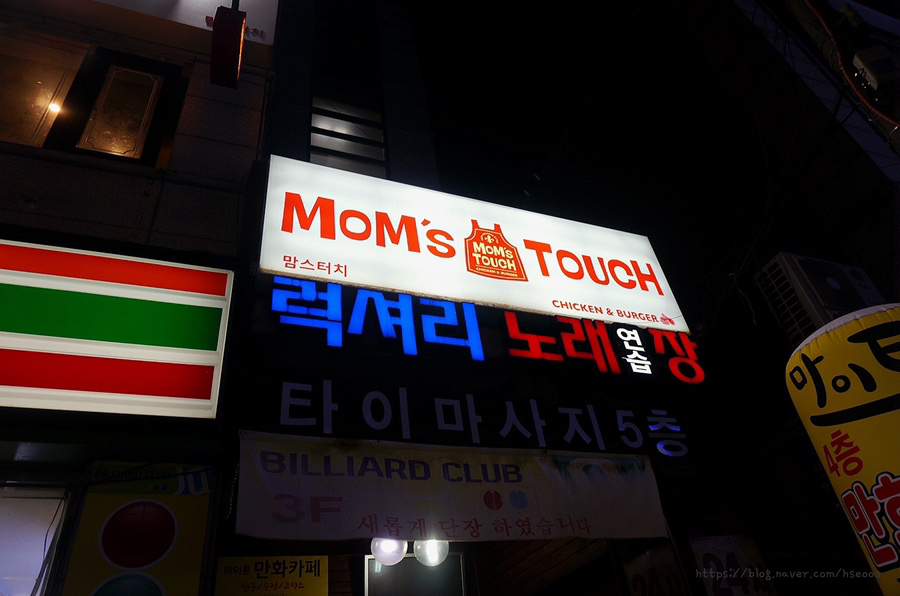 MOM'S TOUCH
MOM'S
TOUCH
CHICKEN & BURGER
맘스터치
CHICKEN & BURGER
럭셔리 노래연습장
타이마사지 5층
BILLIARD CLUB
3F
새롭게 단장 하였습니다
만화카페
4층
https://blog.naver.com/hseoo